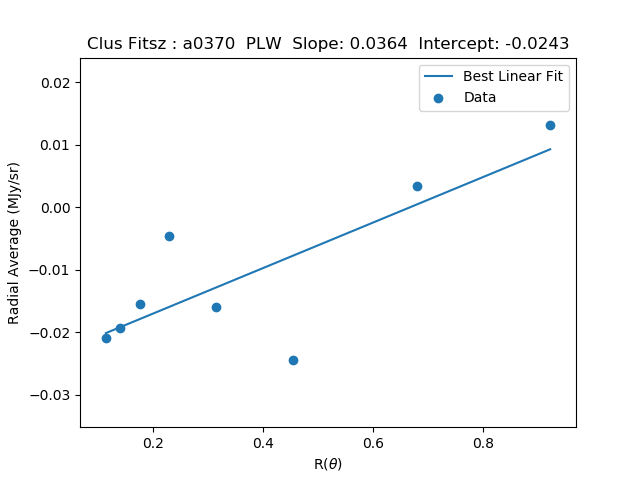 Clus Fitsz : a0370  PLW  Slope: 0.0364  Intercept: -0.0243
Best Linear Fit
Data
Radial Average (MJy/sr)
0.02
0.01
0.00
−0.01
−0.02
−0.03
0.2 0.4 0.6 0.8
R(θ)